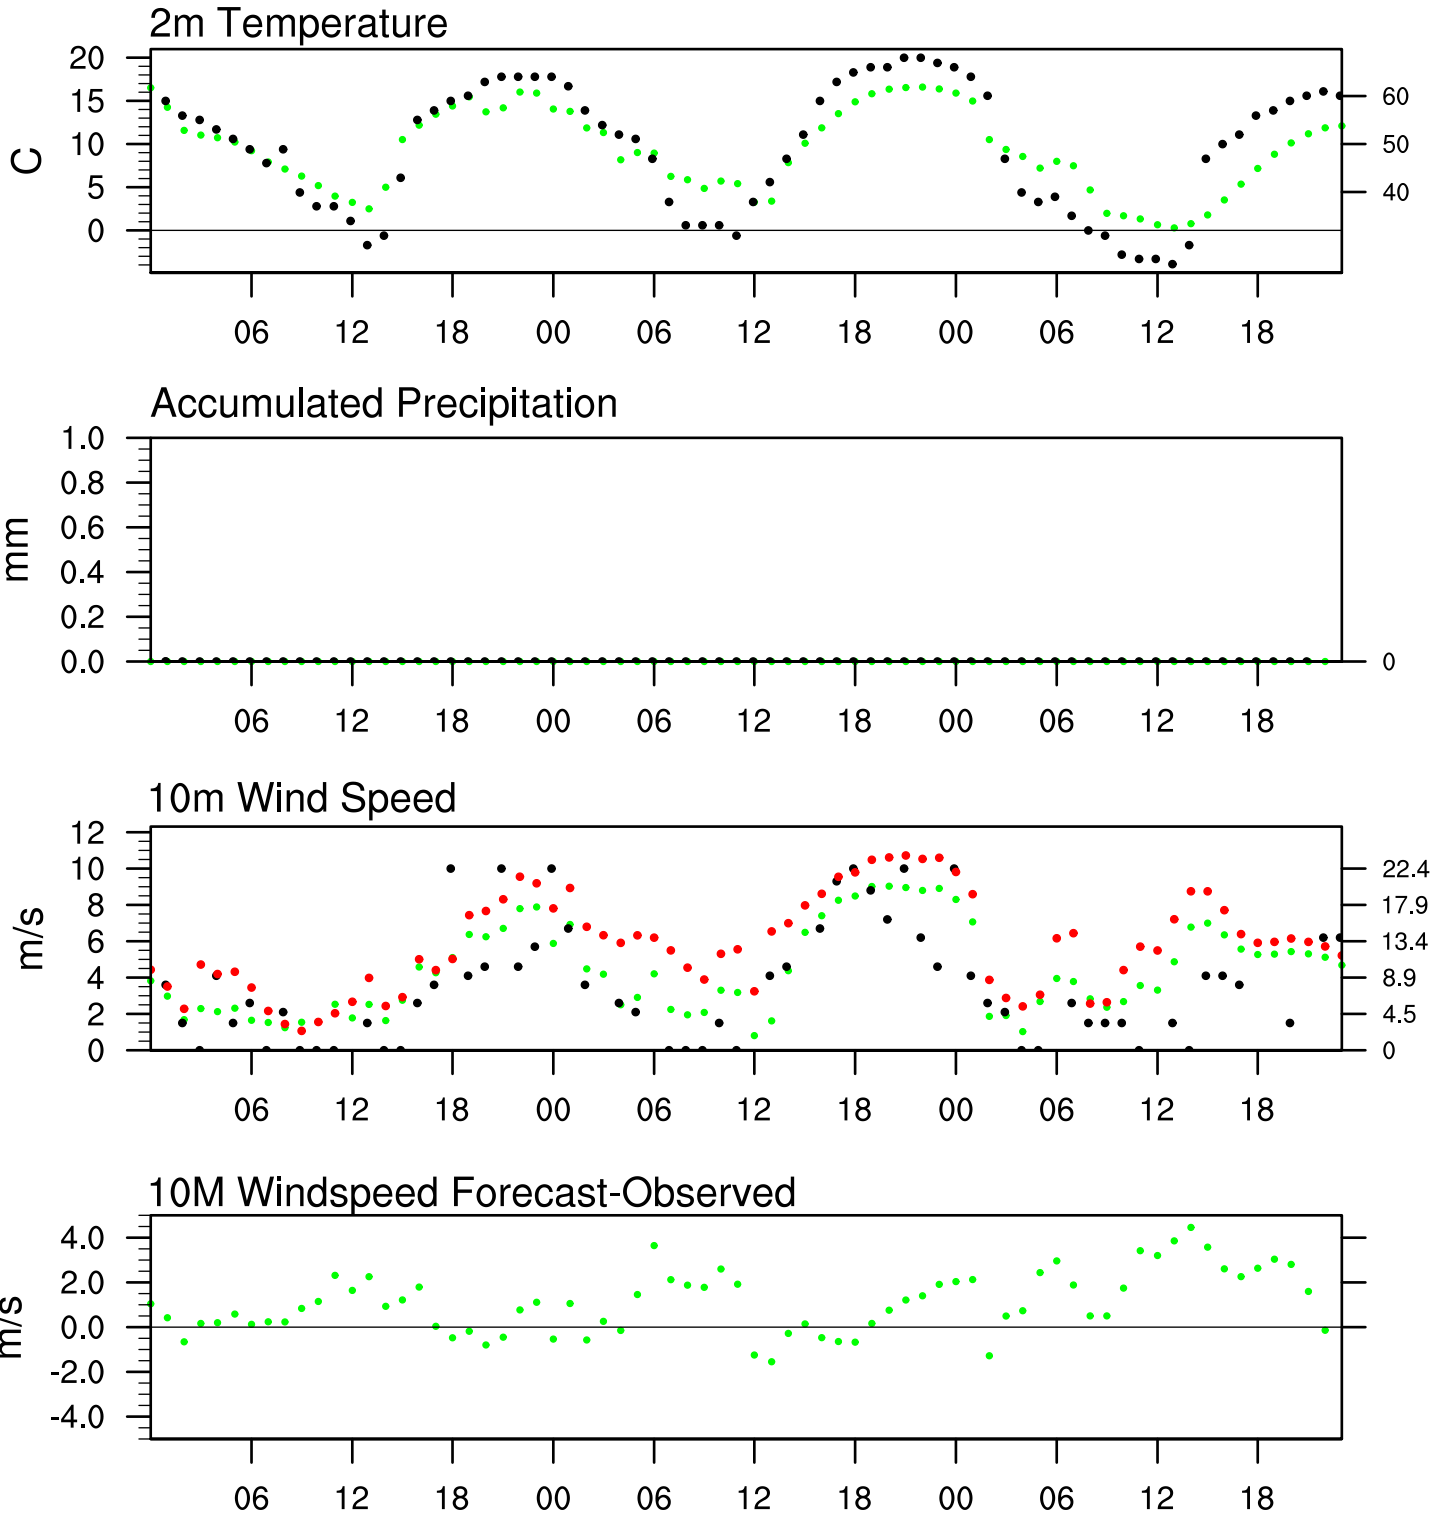 2m Temperature
20
15
10
5
0
C
60
50
40
06 12 18 00 06 12 18 00 06 12 18
Accumulated Precipitation
1.0
0.8
0.6
0.4
0.2
0.0
mm
0
06 12 18 00 06 12 18 00 06 12 18
10m Wind Speed
12
10
8
6
4
2
0
m/s
22.4
17.9
13.4
8.9
4.5
0
06 12 18 00 06 12 18 00 06 12 18
10M Windspeed Forecast-Observed
4.0
2.0
0.0
-2.0
-4.0
m/s
06 12 18 00 06 12 18 00 06 12 18